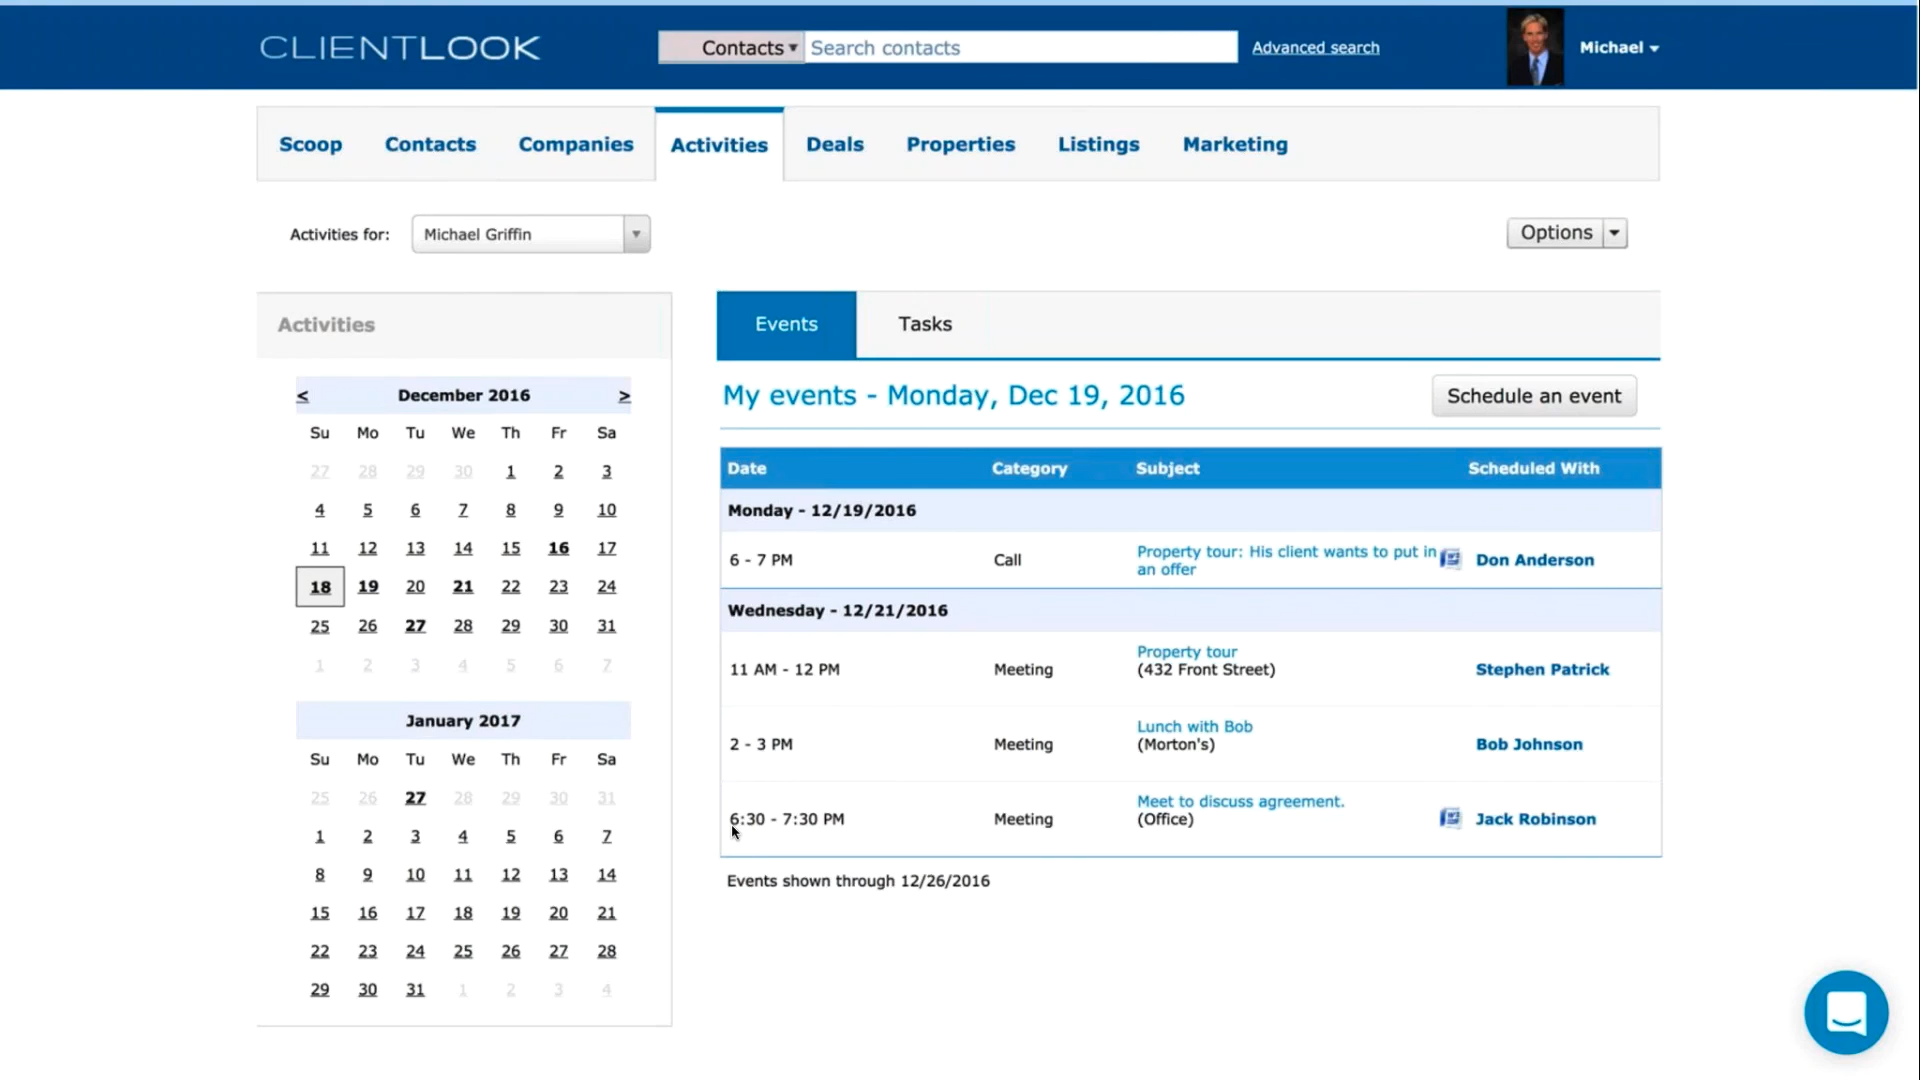 CLIENTLOOK
Contacts Search contacts Advanced search Michael
Scoop Contacts Companies Activities Deals Properties Listings Marketing
Activities for: Michael Griffin Options
Activities
< December 2016 >
Su Mo Tu We Th Fr Sa
27 28 29 30 1 2 3
4 5 6 7 8 9 10
11 12 13 14 15 16 17
18 19 20 21 22 23 24
25 26 27 28 29 30 31
1 2 3 4 5 6 7
January 2017
Su Mo Tu We Th Fr Sa
25 26 27 28 29 30 31
1 2 3 4 5 6 7
8 9 10 11 12 13 14
15 16 17 18 19 20 21
22 23 24 25 26 27 28
29 30 31 1 2 3 4
Events Tasks
My events - Monday, Dec 19, 2016 Schedule an event
Date Category Subject Scheduled With
Monday - 12/19/2016
6 - 7 PM Call Property tour: His client wants to put in Don Anderson
an offer
Wednesday - 12/21/2016
Property tour
11 AM - 12 PM Meeting (432 Front Street) Stephen Patrick
Lunch with Bob
2 - 3 PM Meeting (Morton's) Bob Johnson
Meet to discuss agreement.
6:30 - 7:30 PM Meeting (Office) Jack Robinson
Events shown through 12/26/2016